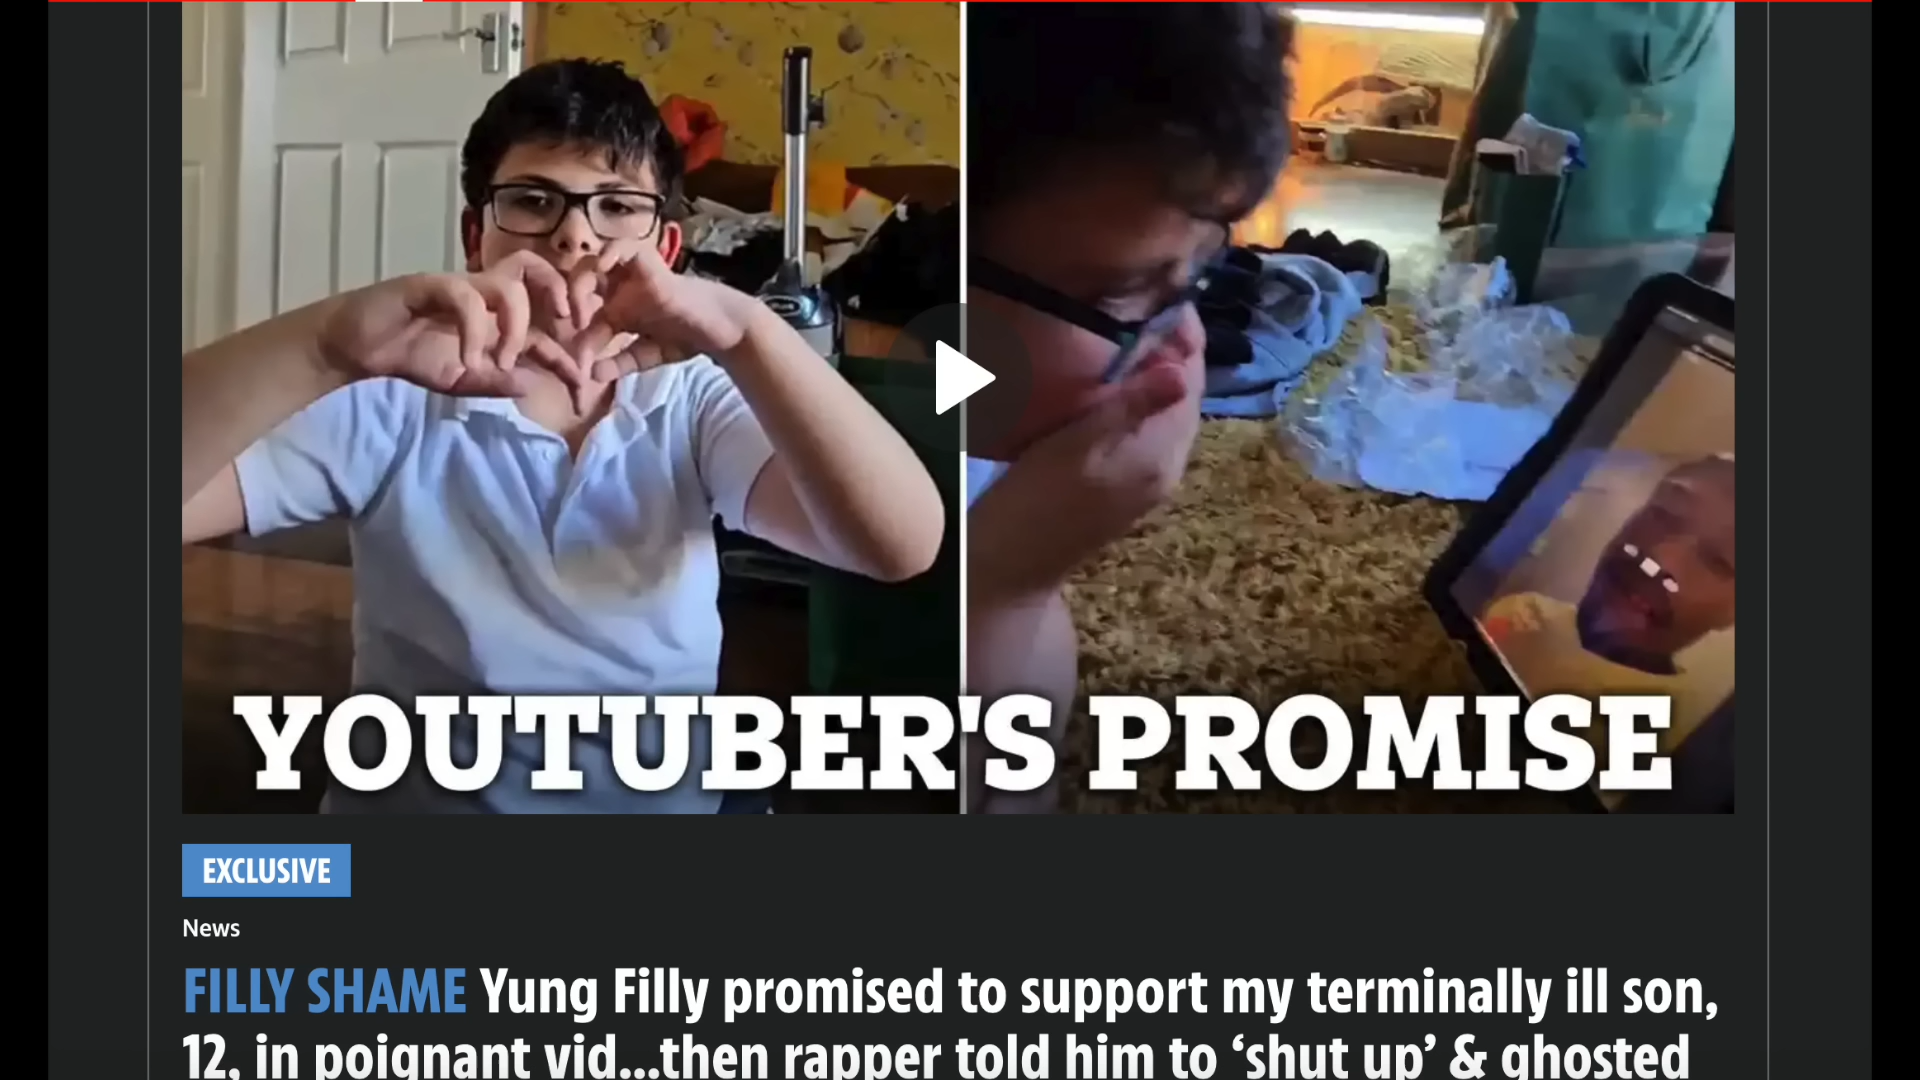 YOUTUBER'S PROMISE
EXCLUSIVE
News
FILLY SHAME Yung Filly promised to support my terminally ill son,
12, in poignant vid...then rapper told him to ‘shut up’ & ghosted